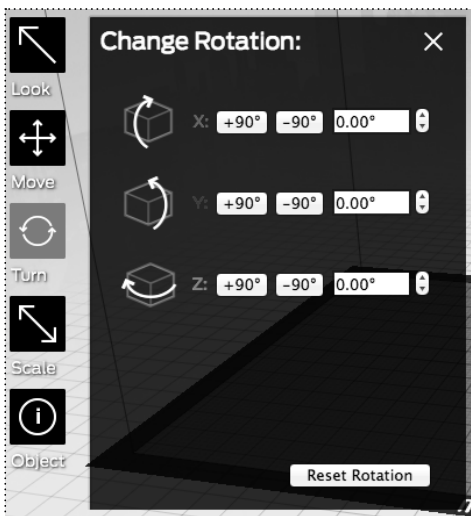 Change Rotation:
Look
X: +90° -90° 0.00°
Move
Y: +90° -90° 0.00°
Turn
Z: +90° -90° 0.00°
Scale
Object
Reset Rotation